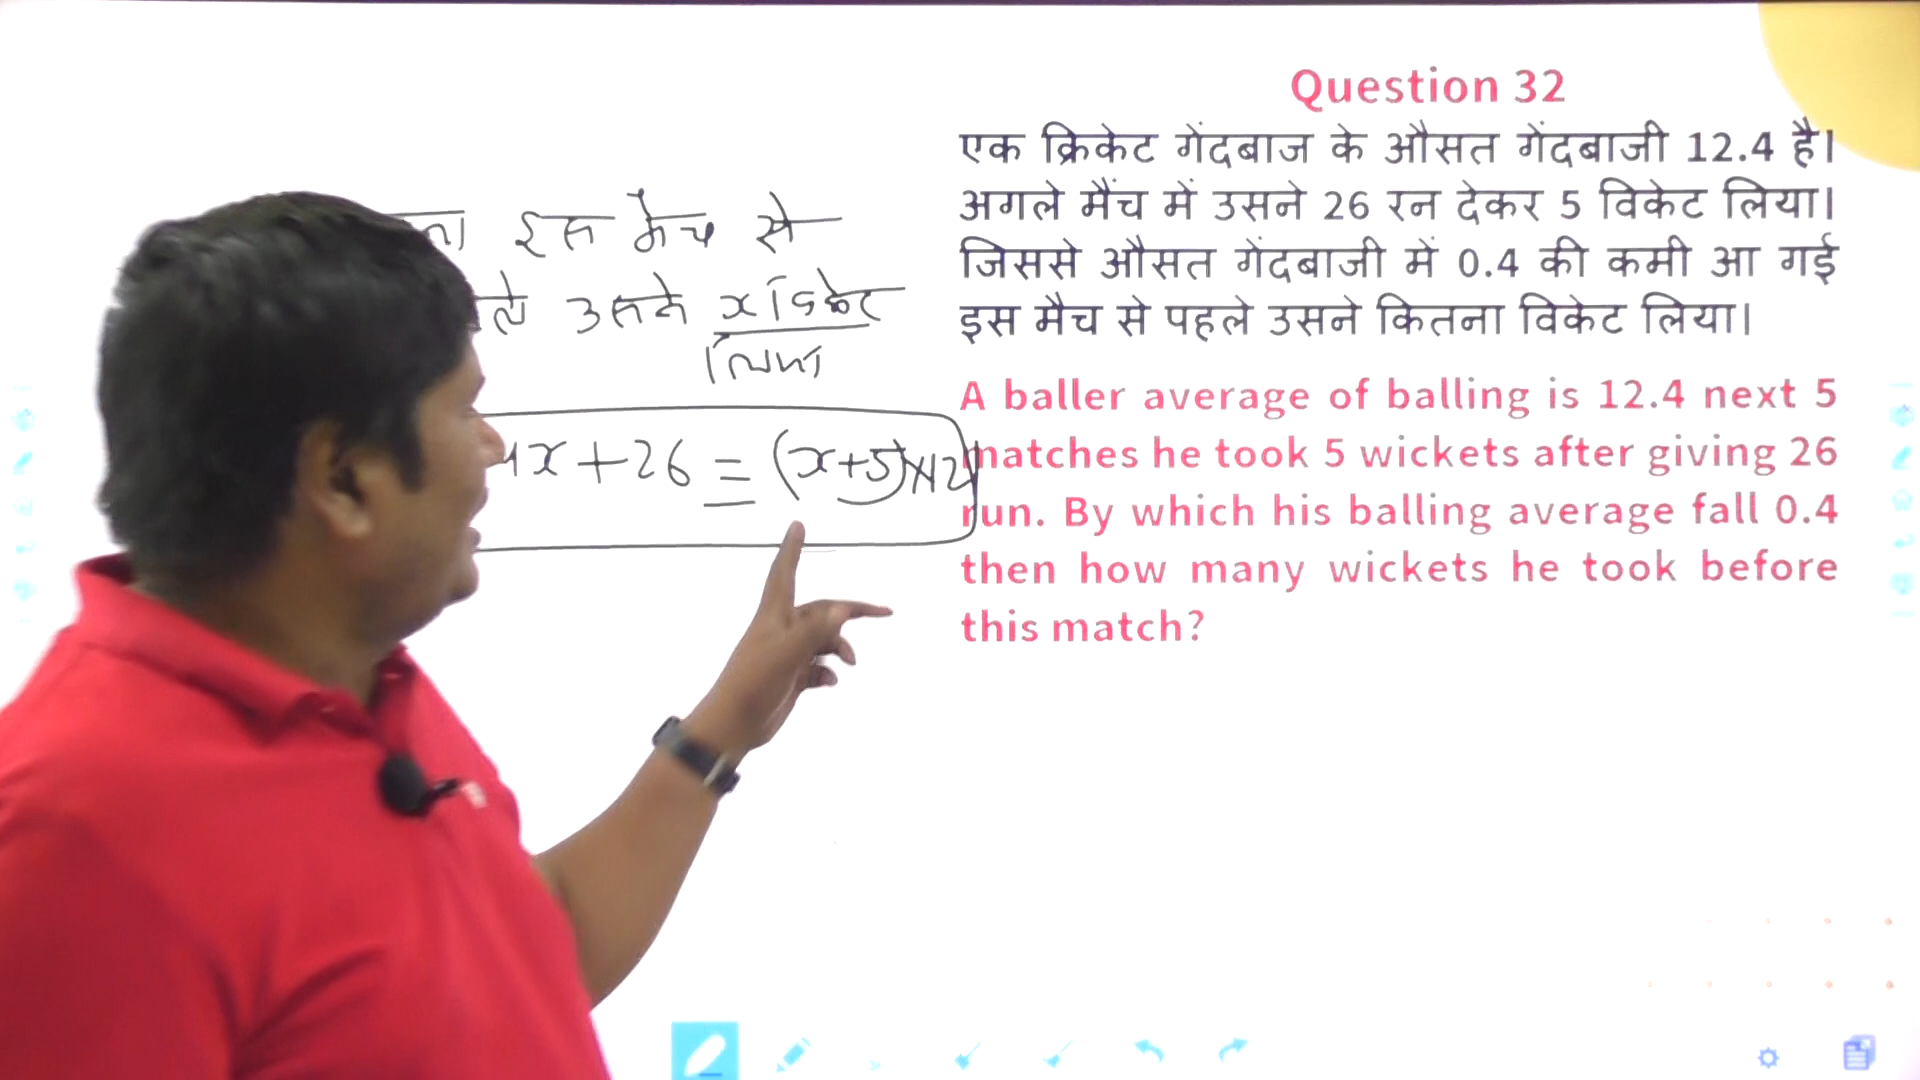 Question 32
एक क्रिकेट गेंदबाज के औसत गेंदबाजी 12.4 है।
अगले मैंच में उसने 26 रन देकर 5 विकेट लिया।
जिससे औसत गेंदबाजी में 0.4 की कमी आ गई
इस मैच से पहले उसने कितना विकेट लिया।
A baller average of balling is 12.4 next 5
matches he took 5 wickets after giving 26
run. By which his balling average fall 0.4
then how many wickets he took before
this match?
इस मैच से
उसने x विकेट
लिया
4x+26 = (x+5)×12